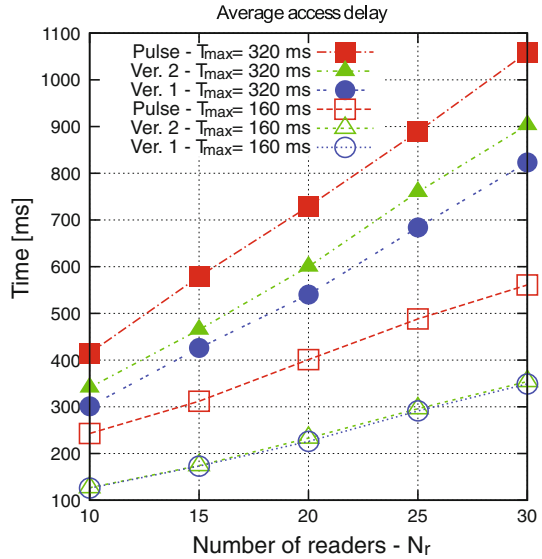 Average access delay
1100
1000
900
800
700
600
500
400
300
200
100
Time [ms]
Pulse - Tmax= 320 ms
Ver. 2 - Tmax= 320 ms
Ver. 1 - Tmax= 320 ms
Pulse - Tmax= 160 ms
Ver. 2 - Tmax= 160 ms
Ver. 1 - Tmax= 160 ms
10 15 20 25 30
Number of readers - Nr